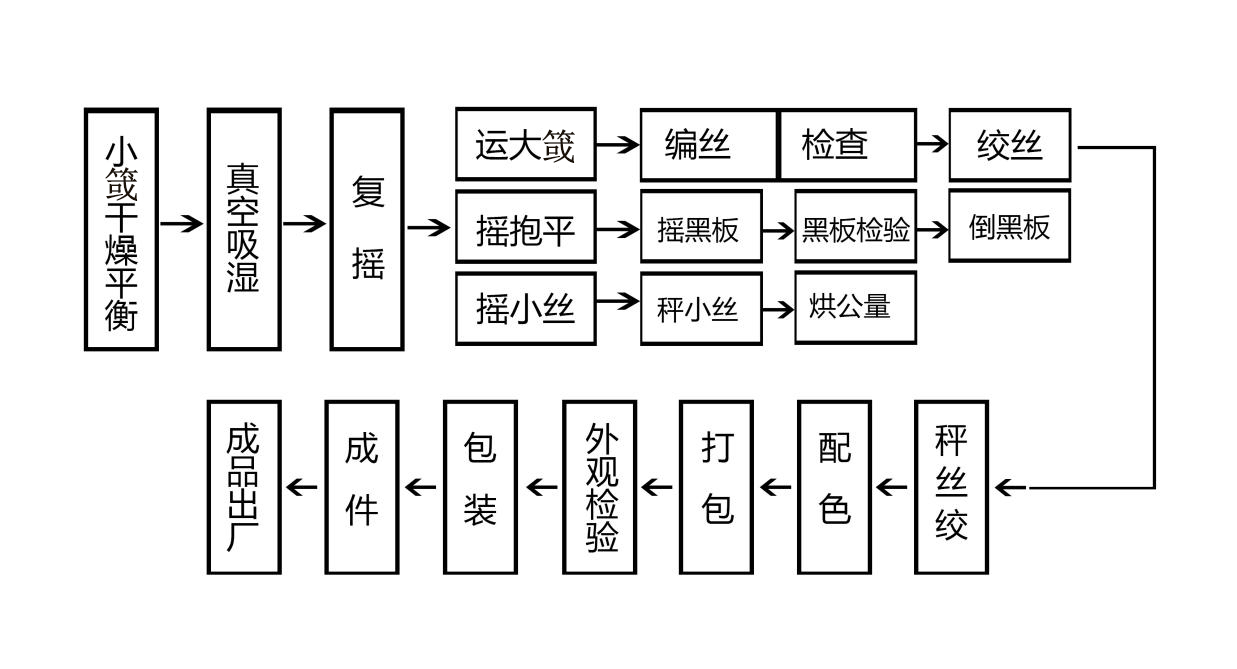 小䈅干燥平衡
真空吸湿
复摇
运大䈅
编丝
检查
绞丝
摇抱平
摇黑板
黑板检验
倒黑板
摇小丝
秤小丝
烘公量
秤丝绞
配色
打包
外观检验
包装
成件
成品出厂